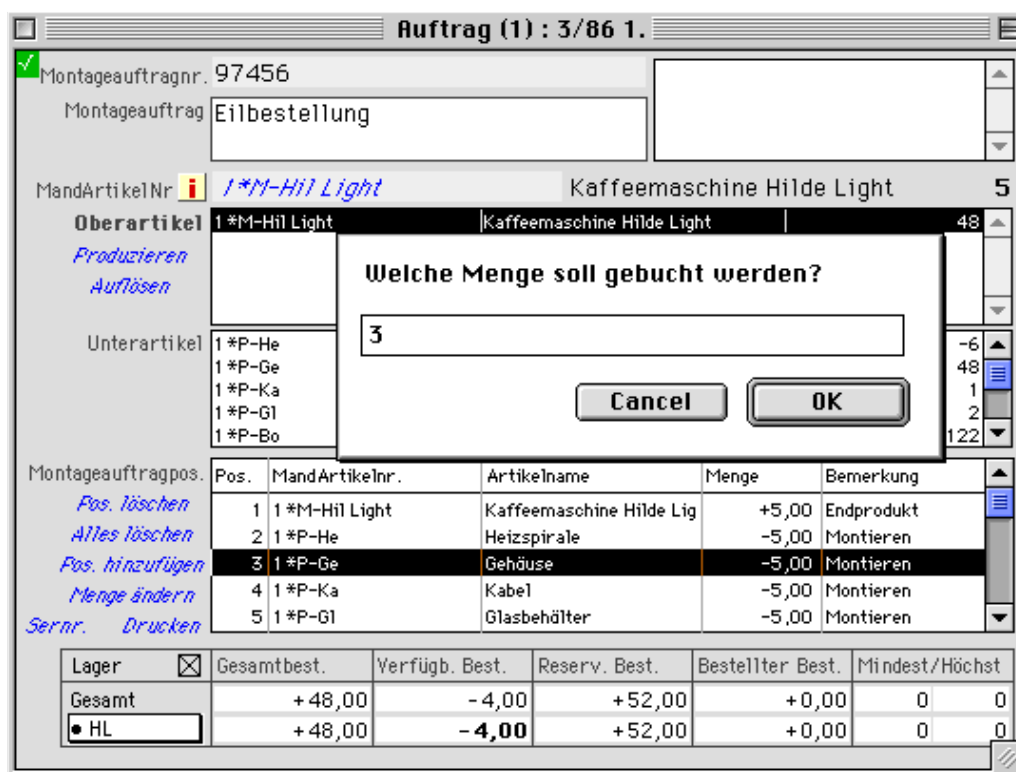 Auftrag (1) : 3/86 1.
Montageauftragnr. 97456
Montageauftrag Eilbestellung
MandArtikelNr i 1*M-Hil Light Kaffeemaschine Hilde Light 5
Oberartikel 1*M-Hil Light Kaffeemaschine Hilde Light 48
Produzieren
Auflösen
Welche Menge soll gebucht werden?
3
Cancel OK
Unterartikel 1*P-He -6
1*P-Ge 48
1*P-Ka 1
1*P-Gl 2
1*P-Bo 122
Montageauftragpos. Pos. MandArtikelnr. Artikelname Menge Bemerkung
Pos. löschen 1 1*M-Hil Light Kaffeemaschine Hilde Lig +5,00 Endprodukt
Alles löschen 2 1*P-He Heizspirale -5,00 Montieren
Pos. hinzufügen 3 1*P-Ge Gehäuse -5,00 Montieren
Menge ändern 4 1*P-Ka Kabel -5,00 Montieren
Sernr. Drucken 5 1*P-Gl Glasbehälter -5,00 Montieren
Lager Gesamtbest. Verfügb. Best. Reserv. Best. Bestellter Best. Mindest/Höchst
Gesamt +48,00 -4,00 +52,00 +0,00 0 0
• HL +48,00 -4,00 +52,00 +0,00 0 0